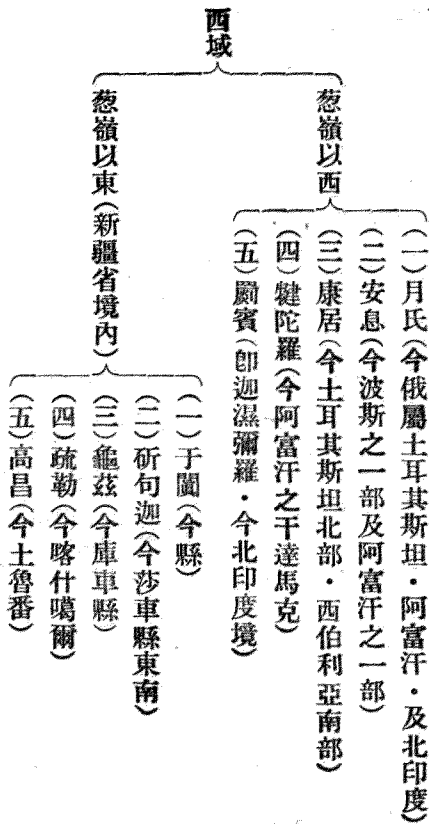 西域
葱嶺以西
(一)月氏(今俄屬土耳其斯坦・阿富汗・及北印度)
(二)安息(今波斯之一部及阿富汗之一部)
(三)康居(今土耳其斯坦北部・西伯利亞南部)
(四)犍陀羅(今阿富汗之干達馬克)
(五)罽賓(卽迦濕彌羅・今北印度境)
葱嶺以東(新疆省境內)
(一)于闐(今縣)
(二)斫句迦(今莎車縣東南)
(三)龜茲(今庫車縣)
(四)疏勒(今喀什噶爾)
(五)高昌(今土魯番)